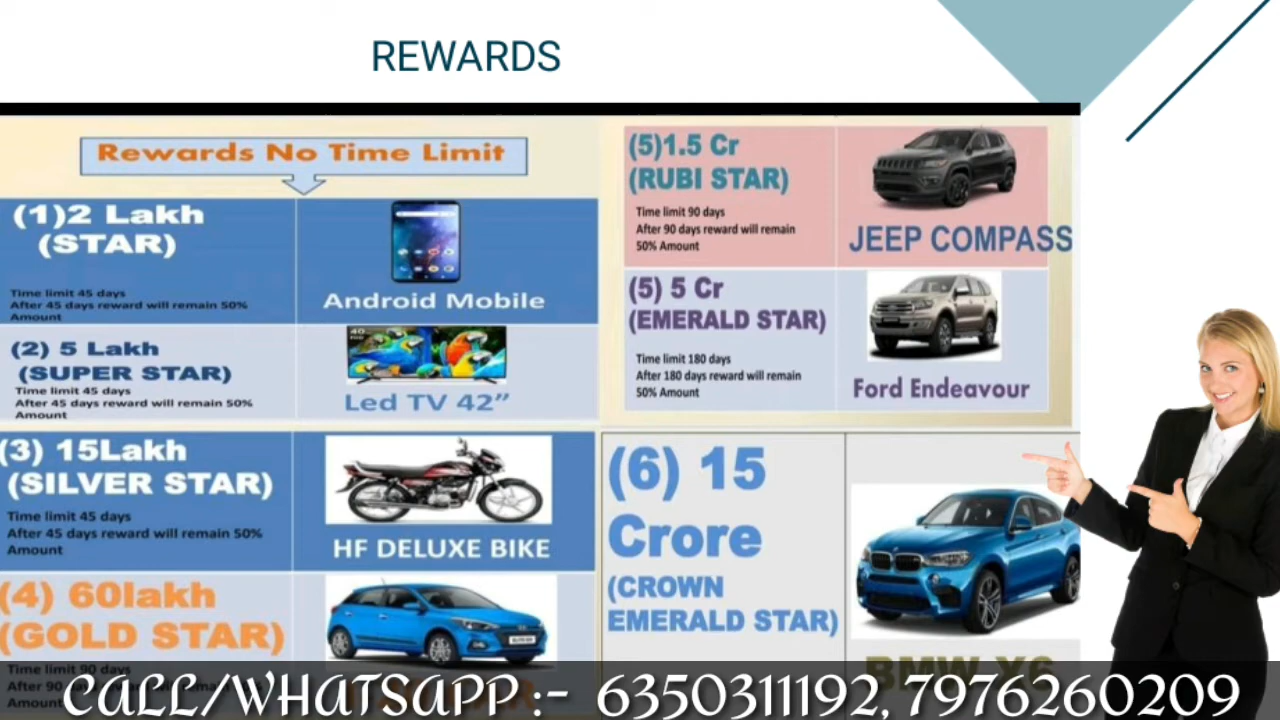 REWARDS
Rewards No Time Limit
(1)2 Lakh
(STAR)
Time limit 45 days
After 45 days reward will remain 50%
Amount
Android Mobile
(2) 5 Lakh
(SUPER STAR)
Time limit 45 days
After 45 days reward will remain 50%
Amount
40
Led TV 42”
(3) 15Lakh
(SILVER STAR)
Time limit 45 days
After 45 days reward will remain 50%
Amount
HF DELUXE BIKE
(4) 60lakh
(GOLD STAR)
Time limit 90 days
After 90
(5)1.5 Cr
(RUBI STAR)
Time limit 90 days
After 90 days reward will remain
50% Amount
JEEP COMPASS
(5) 5 Cr
(EMERALD STAR)
Time limit 180 days
After 180 days reward will remain
50% Amount
Ford Endeavour
(6) 15
Crore
(CROWN
EMERALD STAR)
BMW X6
CALL/WHATSAPP :- 6350311192, 7976260209